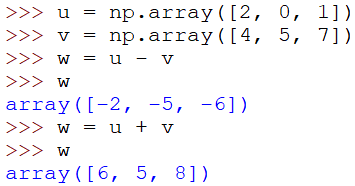 >>> u = np.array([2, 0, 1])
>>> v = np.array([4, 5, 7])
>>> w = u - v
>>> w
array([-2, -5, -6])
>>> w = u + v
>>> w
array([6, 5, 8])